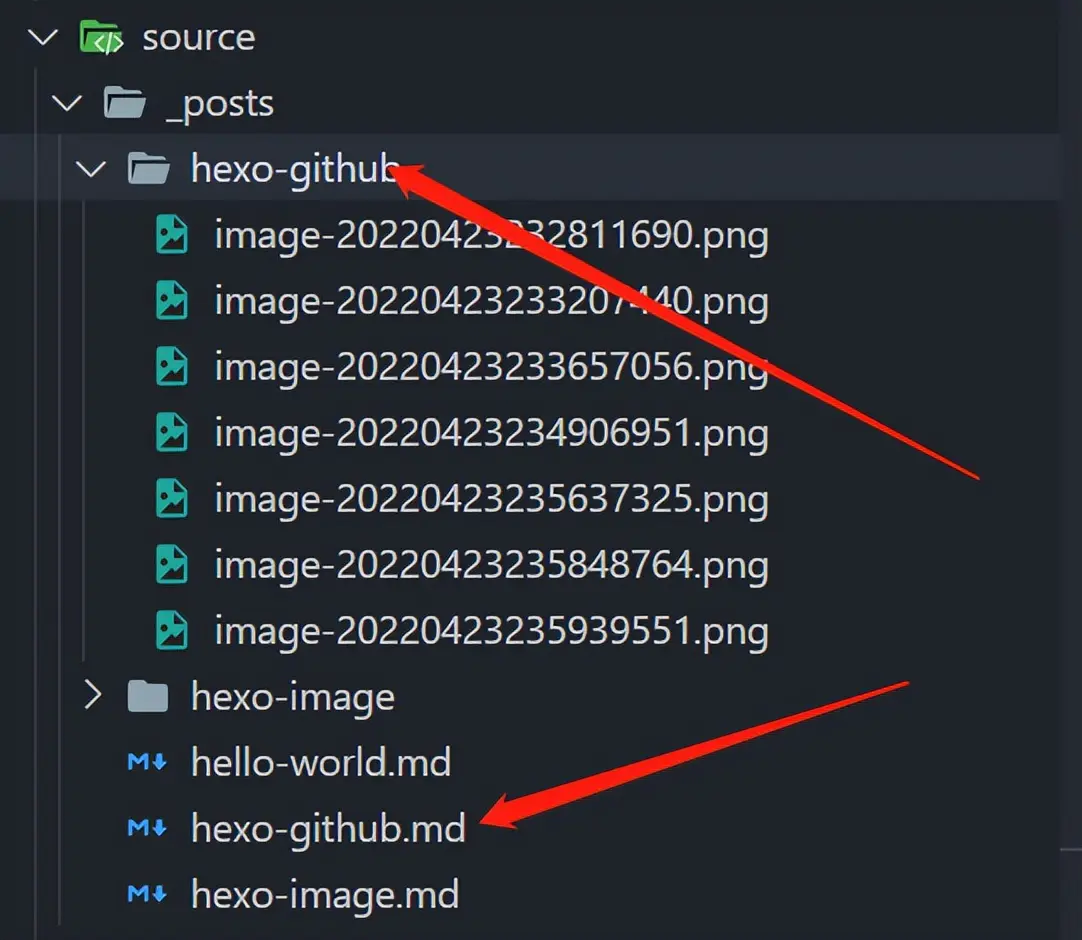 source
_posts
hexo-github
image-20220423232811690.png
image-20220423233207440.png
image-20220423233657056.png
image-20220423234906951.png
image-20220423235637325.png
image-20220423235848764.png
image-20220423235939551.png
hexo-image
hello-world.md
hexo-github.md
hexo-image.md